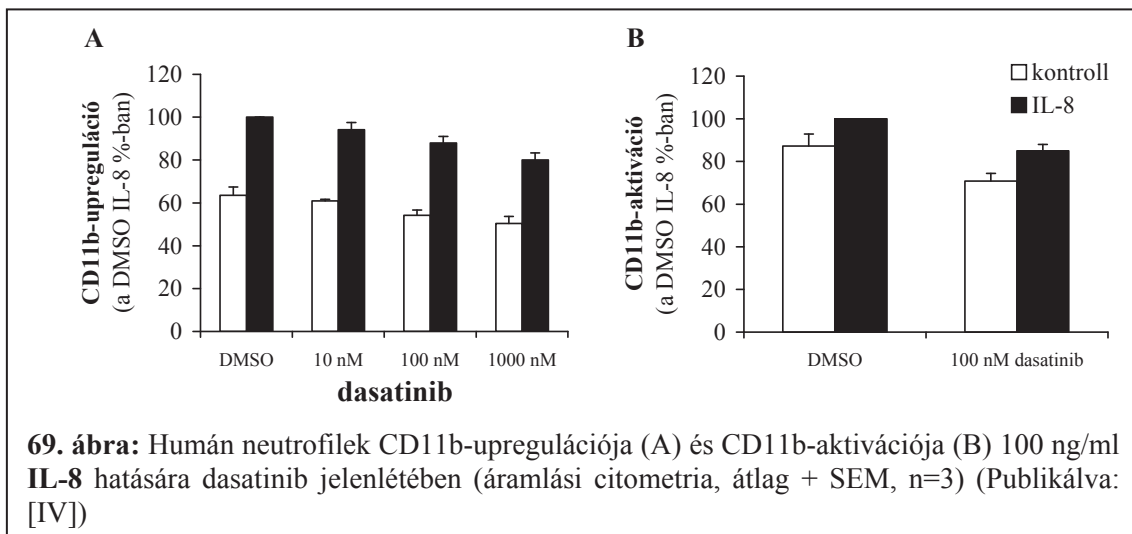 A
CD11b-upreguláció
(a DMSO IL-8 %-ban)
120
100
80
60
40
20
0
DMSO
10 nM
100 nM
1000 nM
dasatinib
B
CD11b-aktiváció
(a DMSO IL-8 %-ban)
120
100
80
60
40
20
0
DMSO
100 nM dasatinib
kontroll
IL-8
69. ábra: Humán neutrofilek CD11b-upregulációja (A) és CD11b-aktivációja (B) 100 ng/ml
IL-8 hatására dasatinib jelenlétében (áramlási citometria, átlag + SEM, n=3) (Publikálva:
[IV])